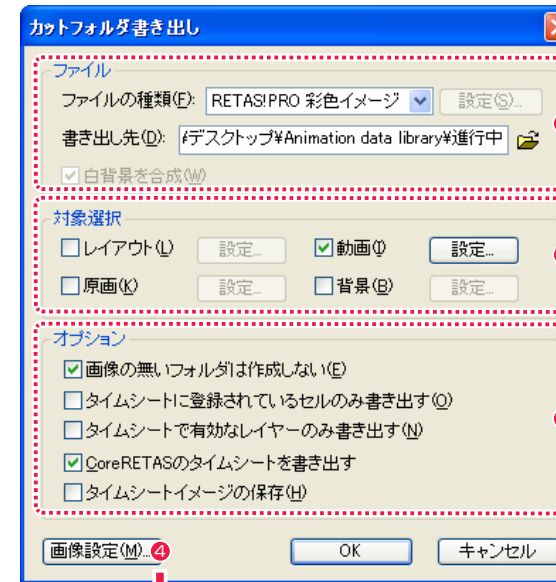 カットフォルダ書き出し
ファイル
ファイルの種類(F): RETAS!PRO 彩色イメージ 設定(S)...
書き出し先(D): デスクトップ¥Animation data library¥進行中
白背景を合成(W)
対象選択
レイアウト(L) 設定... 動画(I) 設定...
原画(K) 設定... 背景(B) 設定...
オプション
画像の無いフォルダは作成しない(E)
タイムシートに登録されているセルのみ書き出す(O)
タイムシートで有効なレイヤーのみ書き出す(N)
CoreRETASのタイムシートを書き出す
タイムシートイメージの保存(H)
画像設定(M)... ❹ OK キャンセル